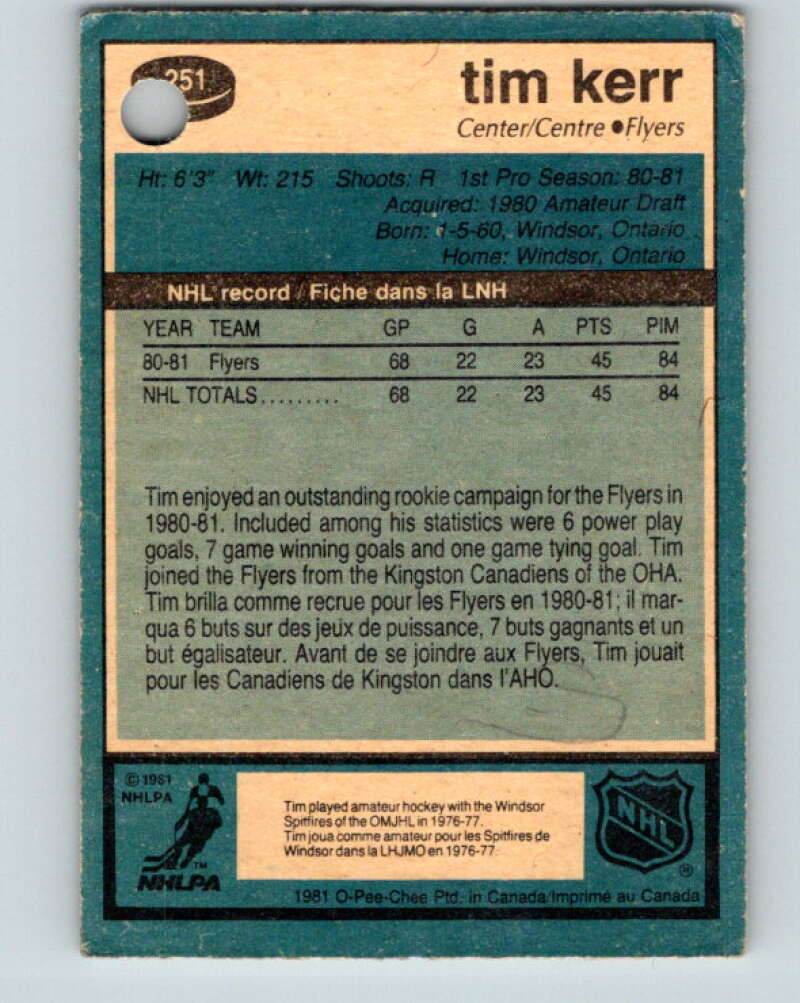 251
tim kerr
Center/Centre ●Flyers
Ht: 6'3" Wt: 215 Shoots: R 1st Pro Season: 80-81
Acquired: 1980 Amateur Draft
Born: 1-5-60, Windsor, Ontario
Home: Windsor, Ontario
NHL record / Fiche dans la LNH
YEAR TEAM GP G A PTS PIM
80-81 Flyers 68 22 23 45 84
NHL TOTALS......... 68 22 23 45 84
Tim enjoyed an outstanding rookie campaign for the Flyers in
1980-81. Included among his statistics were 6 power play
goals, 7 game winning goals and one game tying goal. Tim
joined the Flyers from the Kingston Canadiens of the OHA.
Tim brilla comme recrue pour les Flyers en 1980-81; il mar-
qua 6 buts sur des jeux de puissance, 7 buts gagnants et un
but égalisateur. Avant de se joindre aux Flyers, Tim jouait
pour les Canadiens de Kingston dans l'AHO.
© 1981
NHLPA
TM
NHLPA
Tim played amateur hockey with the Windsor
Spitfires of the OMJHL in 1976-77.
Tim joua comme amateur pour les Spitfires de
Windsor dans la LHJMO en 1976-77.
NHL
®
1981 O-Pee-Chee Ptd. in Canada/Imprimé au Canada